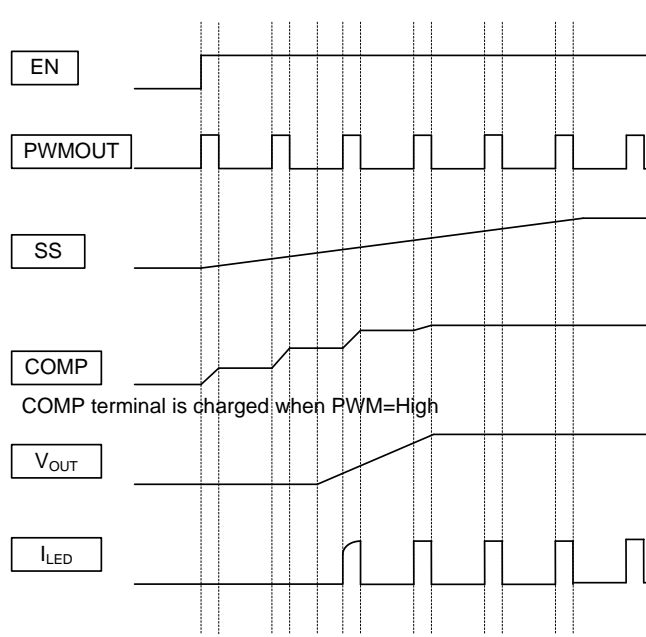 EN
PWMOUT
SS
COMP
COMP terminal is charged when PWM=High
VOUT
ILED